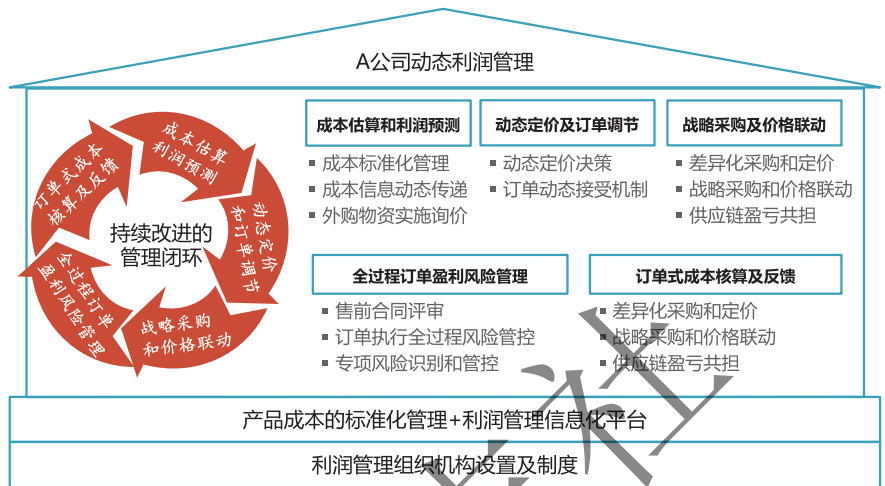 A公司动态利润管理
成本估算
利润预测
动态定价
和订单调节
战略采购
和价格联动
全过程订单
盈利风险管理
订单式成本
核算及反馈
持续改进的
管理闭环
成本估算和利润预测
▪ 成本标准化管理
▪ 成本信息动态传递
▪ 外购物资实施询价
动态定价及订单调节
▪ 动态定价决策
▪ 订单动态接受机制
战略采购及价格联动
▪ 差异化采购和定价
▪ 战略采购和价格联动
▪ 供应链盈亏共担
全过程订单盈利风险管理
▪ 售前合同评审
▪ 订单执行全过程风险管控
▪ 专项风险识别和管控
订单式成本核算及反馈
▪ 差异化采购和定价
▪ 战略采购和价格联动
▪ 供应链盈亏共担
产品成本的标准化管理+利润管理信息化平台
利润管理组织机构设置及制度
社